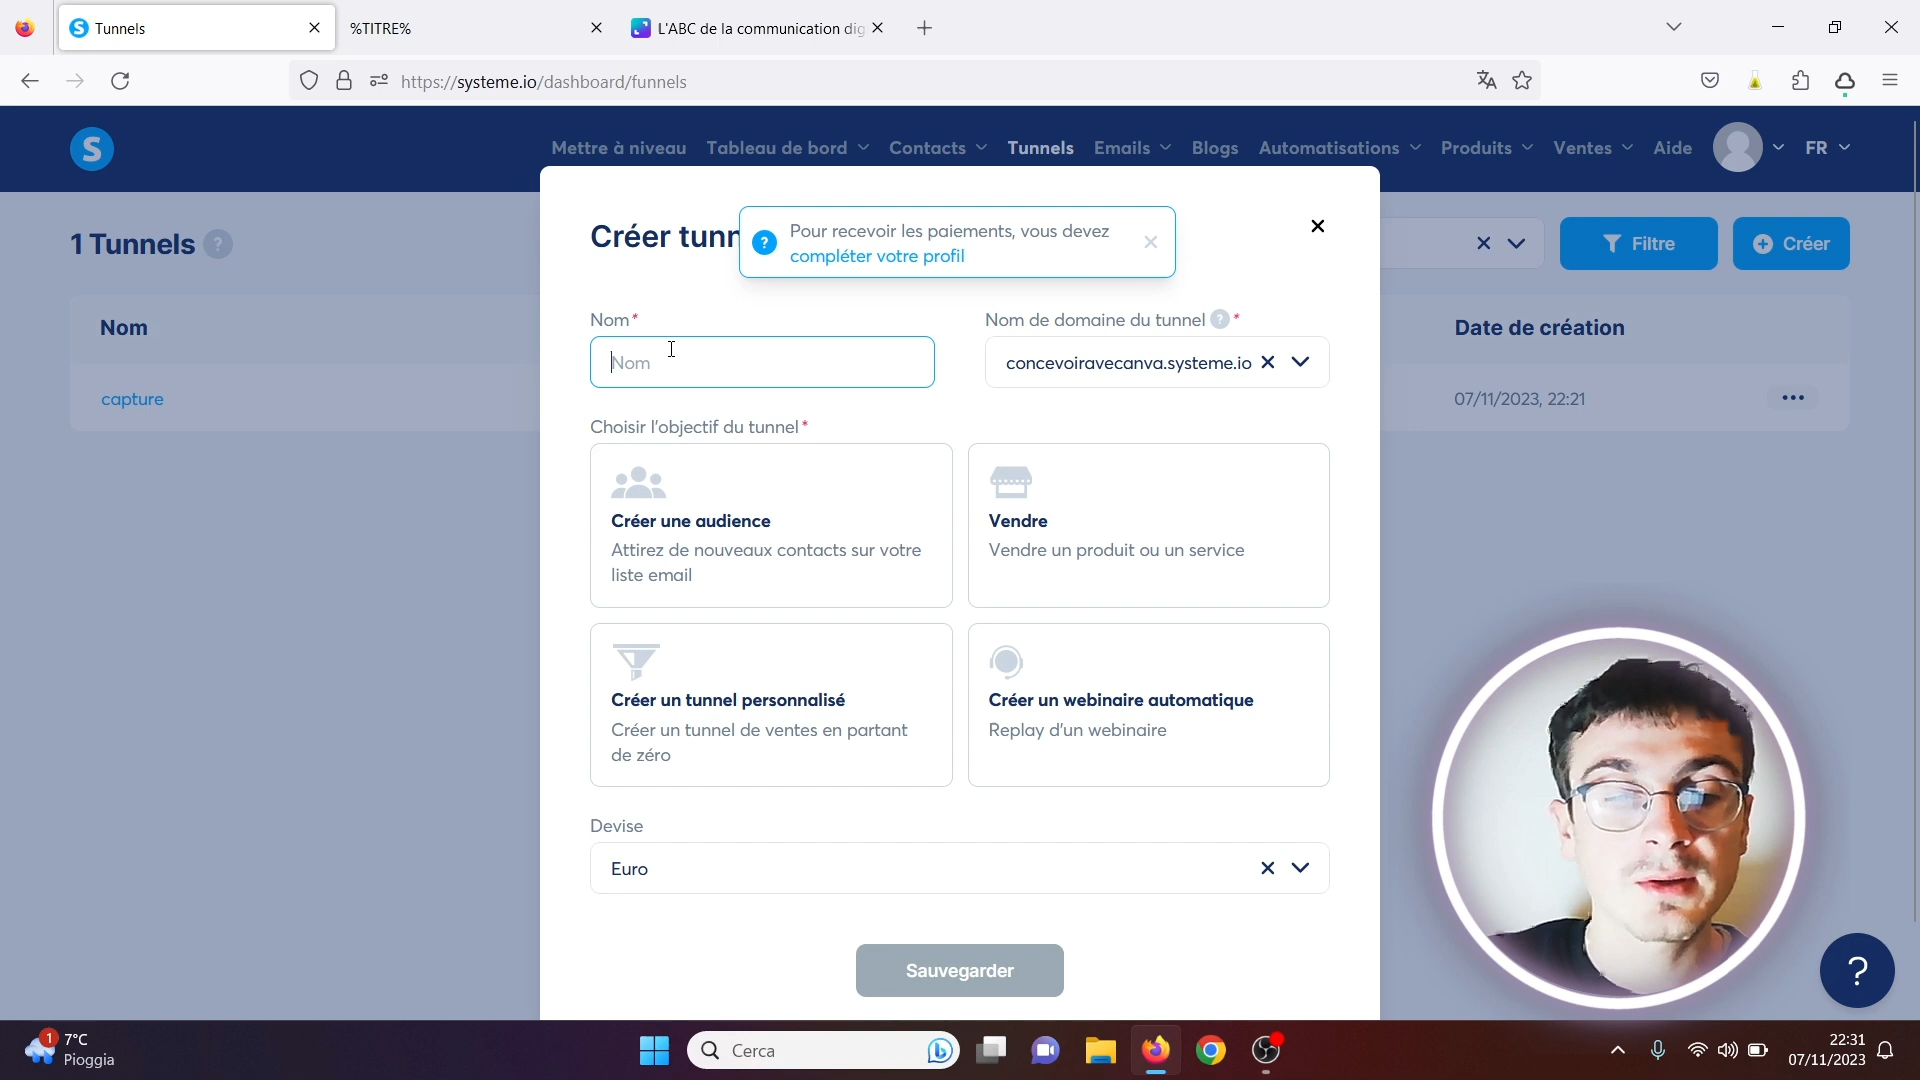 Tunnels
%TITRE%
L'ABC de la communication dig
https://systeme.io/dashboard/funnels
S
Mettre à niveau
Tableau de bord
Contacts
Tunnels
Emails
Blogs
Automatisations
Produits
Ventes
Aide
FR
1 Tunnels ?
Filtre
Créer
Nom
Date de création
capture
07/11/2023, 22:21
Créer tunn
Pour recevoir les paiements, vous devez
compléter votre profil
Nom*
Nom
Nom de domaine du tunnel ? *
concevoiravecanva.systeme.io
Choisir l'objectif du tunnel*
Créer une audience
Attirez de nouveaux contacts sur votre
liste email
Vendre
Vendre un produit ou un service
Créer un tunnel personnalisé
Créer un tunnel de ventes en partant
de zéro
Créer un webinaire automatique
Replay d'un webinaire
Devise
Euro
Sauvegarder
?
1
7°C
Pioggia
Cerca
22:31
07/11/2023